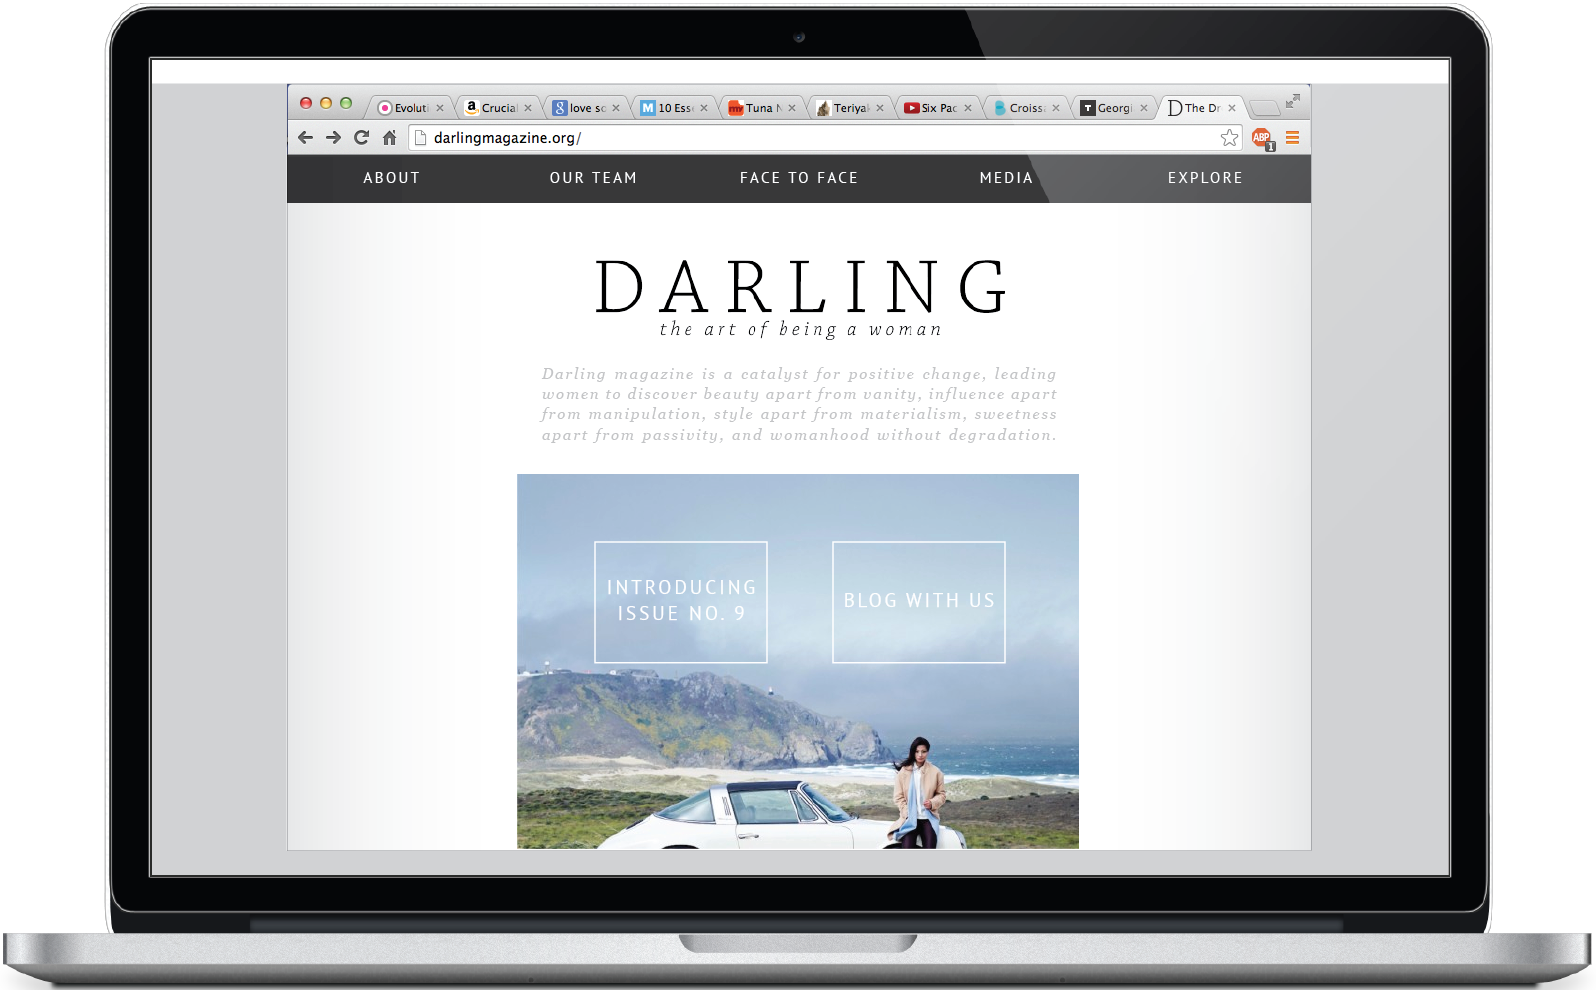 Evoluti
Crucial
love sc
10 Esse
Tuna N
Teriyak
Six Pac
Croiss
Georgi
The Dr
darlingmagazine.org/
ABP
1
ABOUT
OUR TEAM
FACE TO FACE
MEDIA
EXPLORE
DARLING
the art of being a woman
Darling magazine is a catalyst for positive change, leading
women to discover beauty apart from vanity, influence apart
from manipulation, style apart from materialism, sweetness
apart from passivity, and womanhood without degradation.
INTRODUCING
ISSUE NO. 9
BLOG WITH US